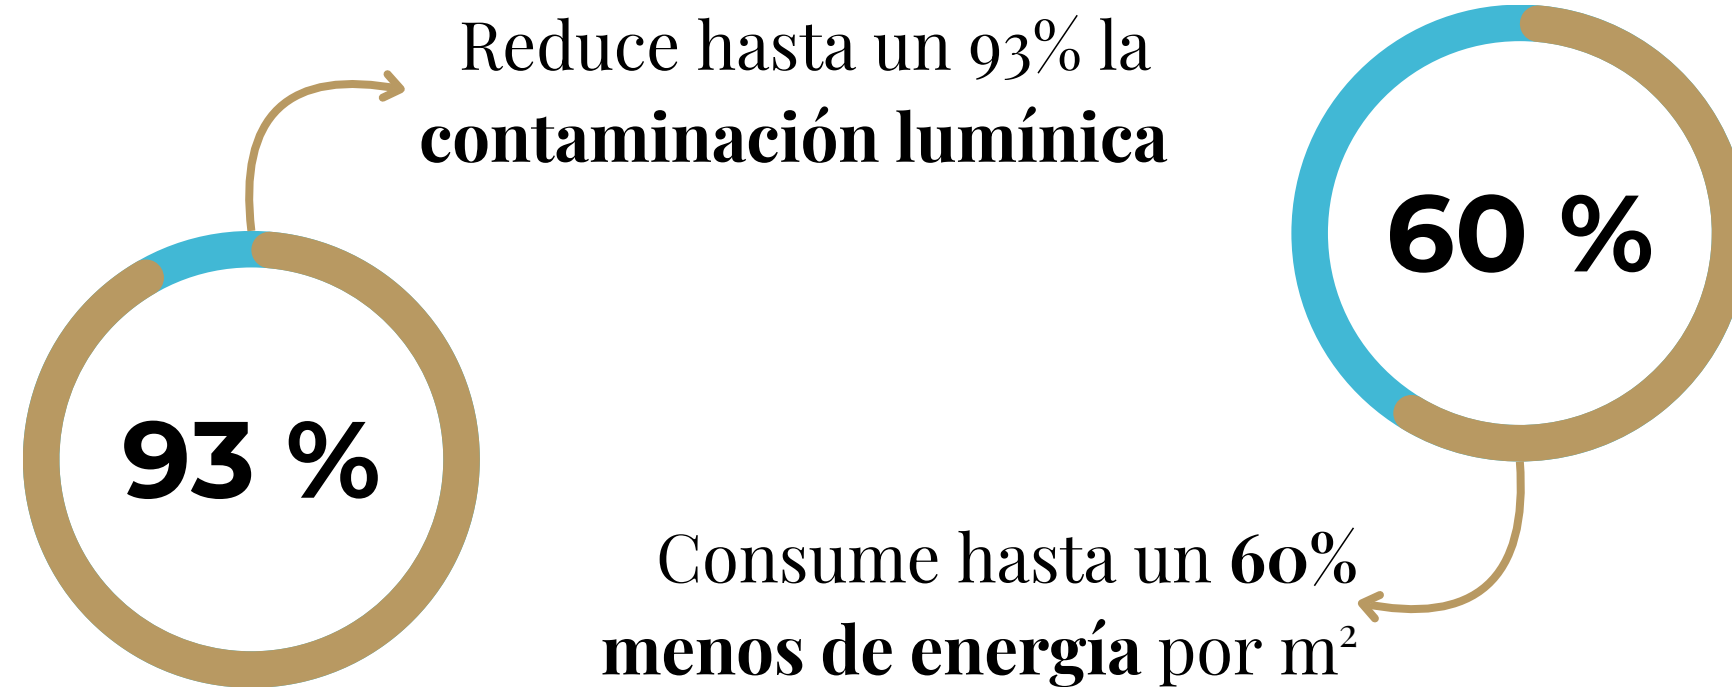 Reduce hasta un 93% la
contaminación lumínica
93 %
60 %
Consume hasta un 60%
menos de energía por m²